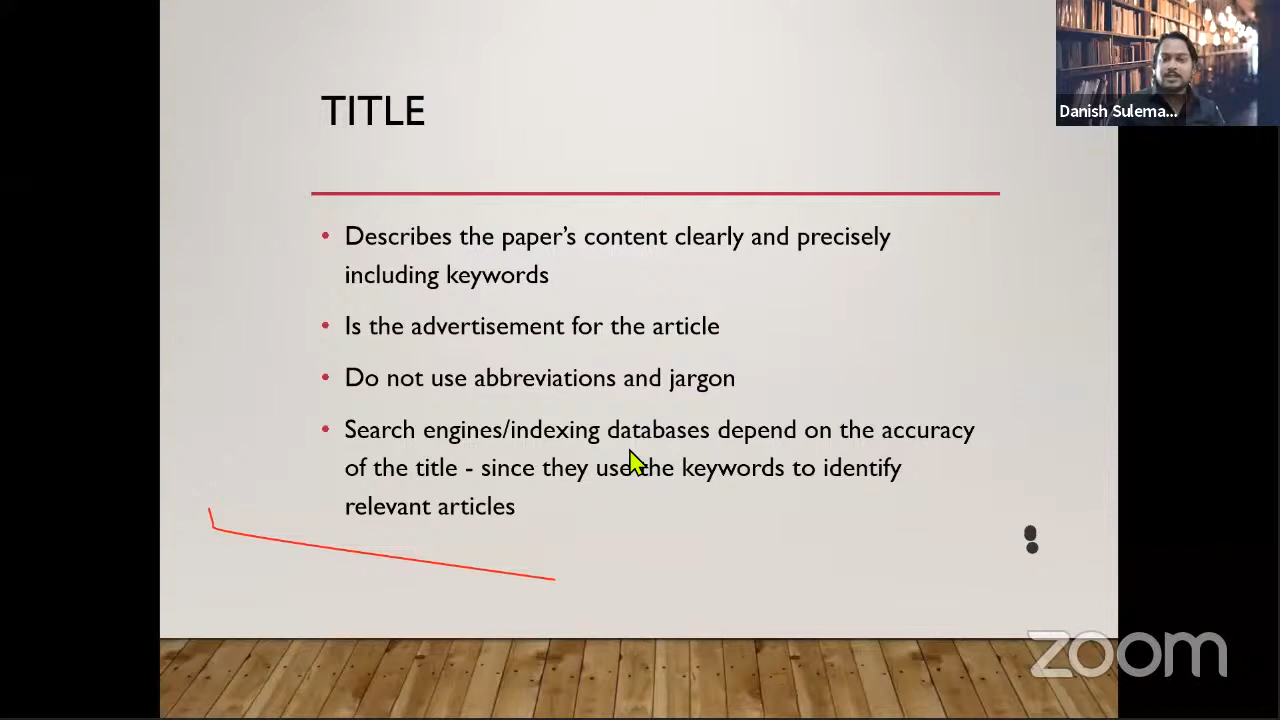 TITLE
Danish Sulema...
• Describes the paper's content clearly and precisely
including keywords
• Is the advertisement for the article
• Do not use abbreviations and jargon
• Search engines/indexing databases depend on the accuracy
of the title - since they use the keywords to identify
relevant articles
zoom